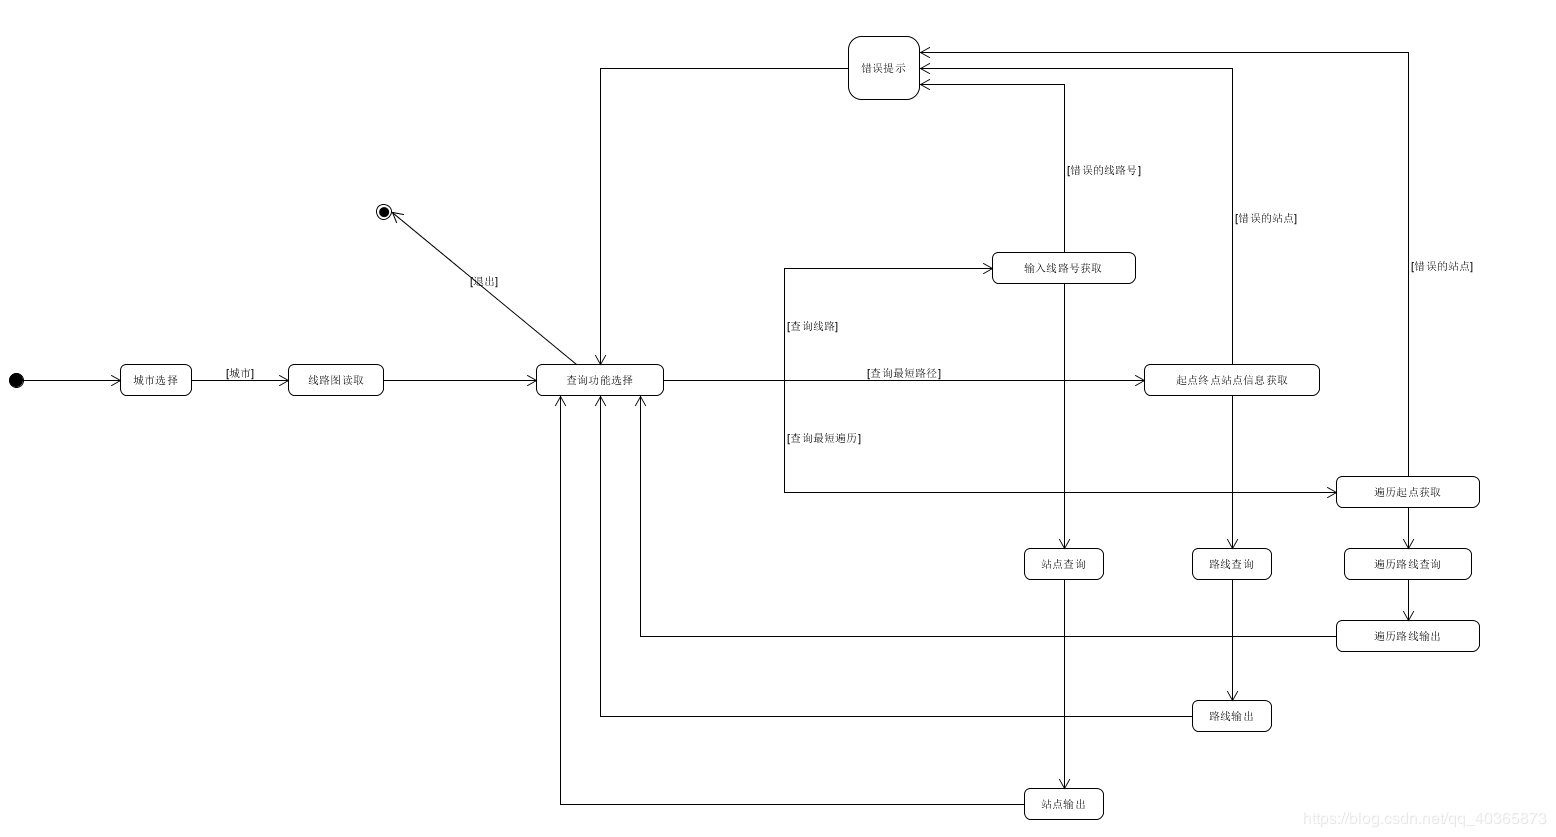 错误提示
[错误的线路号]
[错误的站点]
[错误的站点]
输入线路号获取
[退出]
[查询线路]
城市选择
[城市]
线路图读取
查询功能选择
[查询最短路径]
起点终点站点信息获取
[查询最短遍历]
遍历起点获取
站点查询
路线查询
遍历路线查询
遍历路线输出
路线输出
站点输出
https://blog.csdn.net/qq_40365873